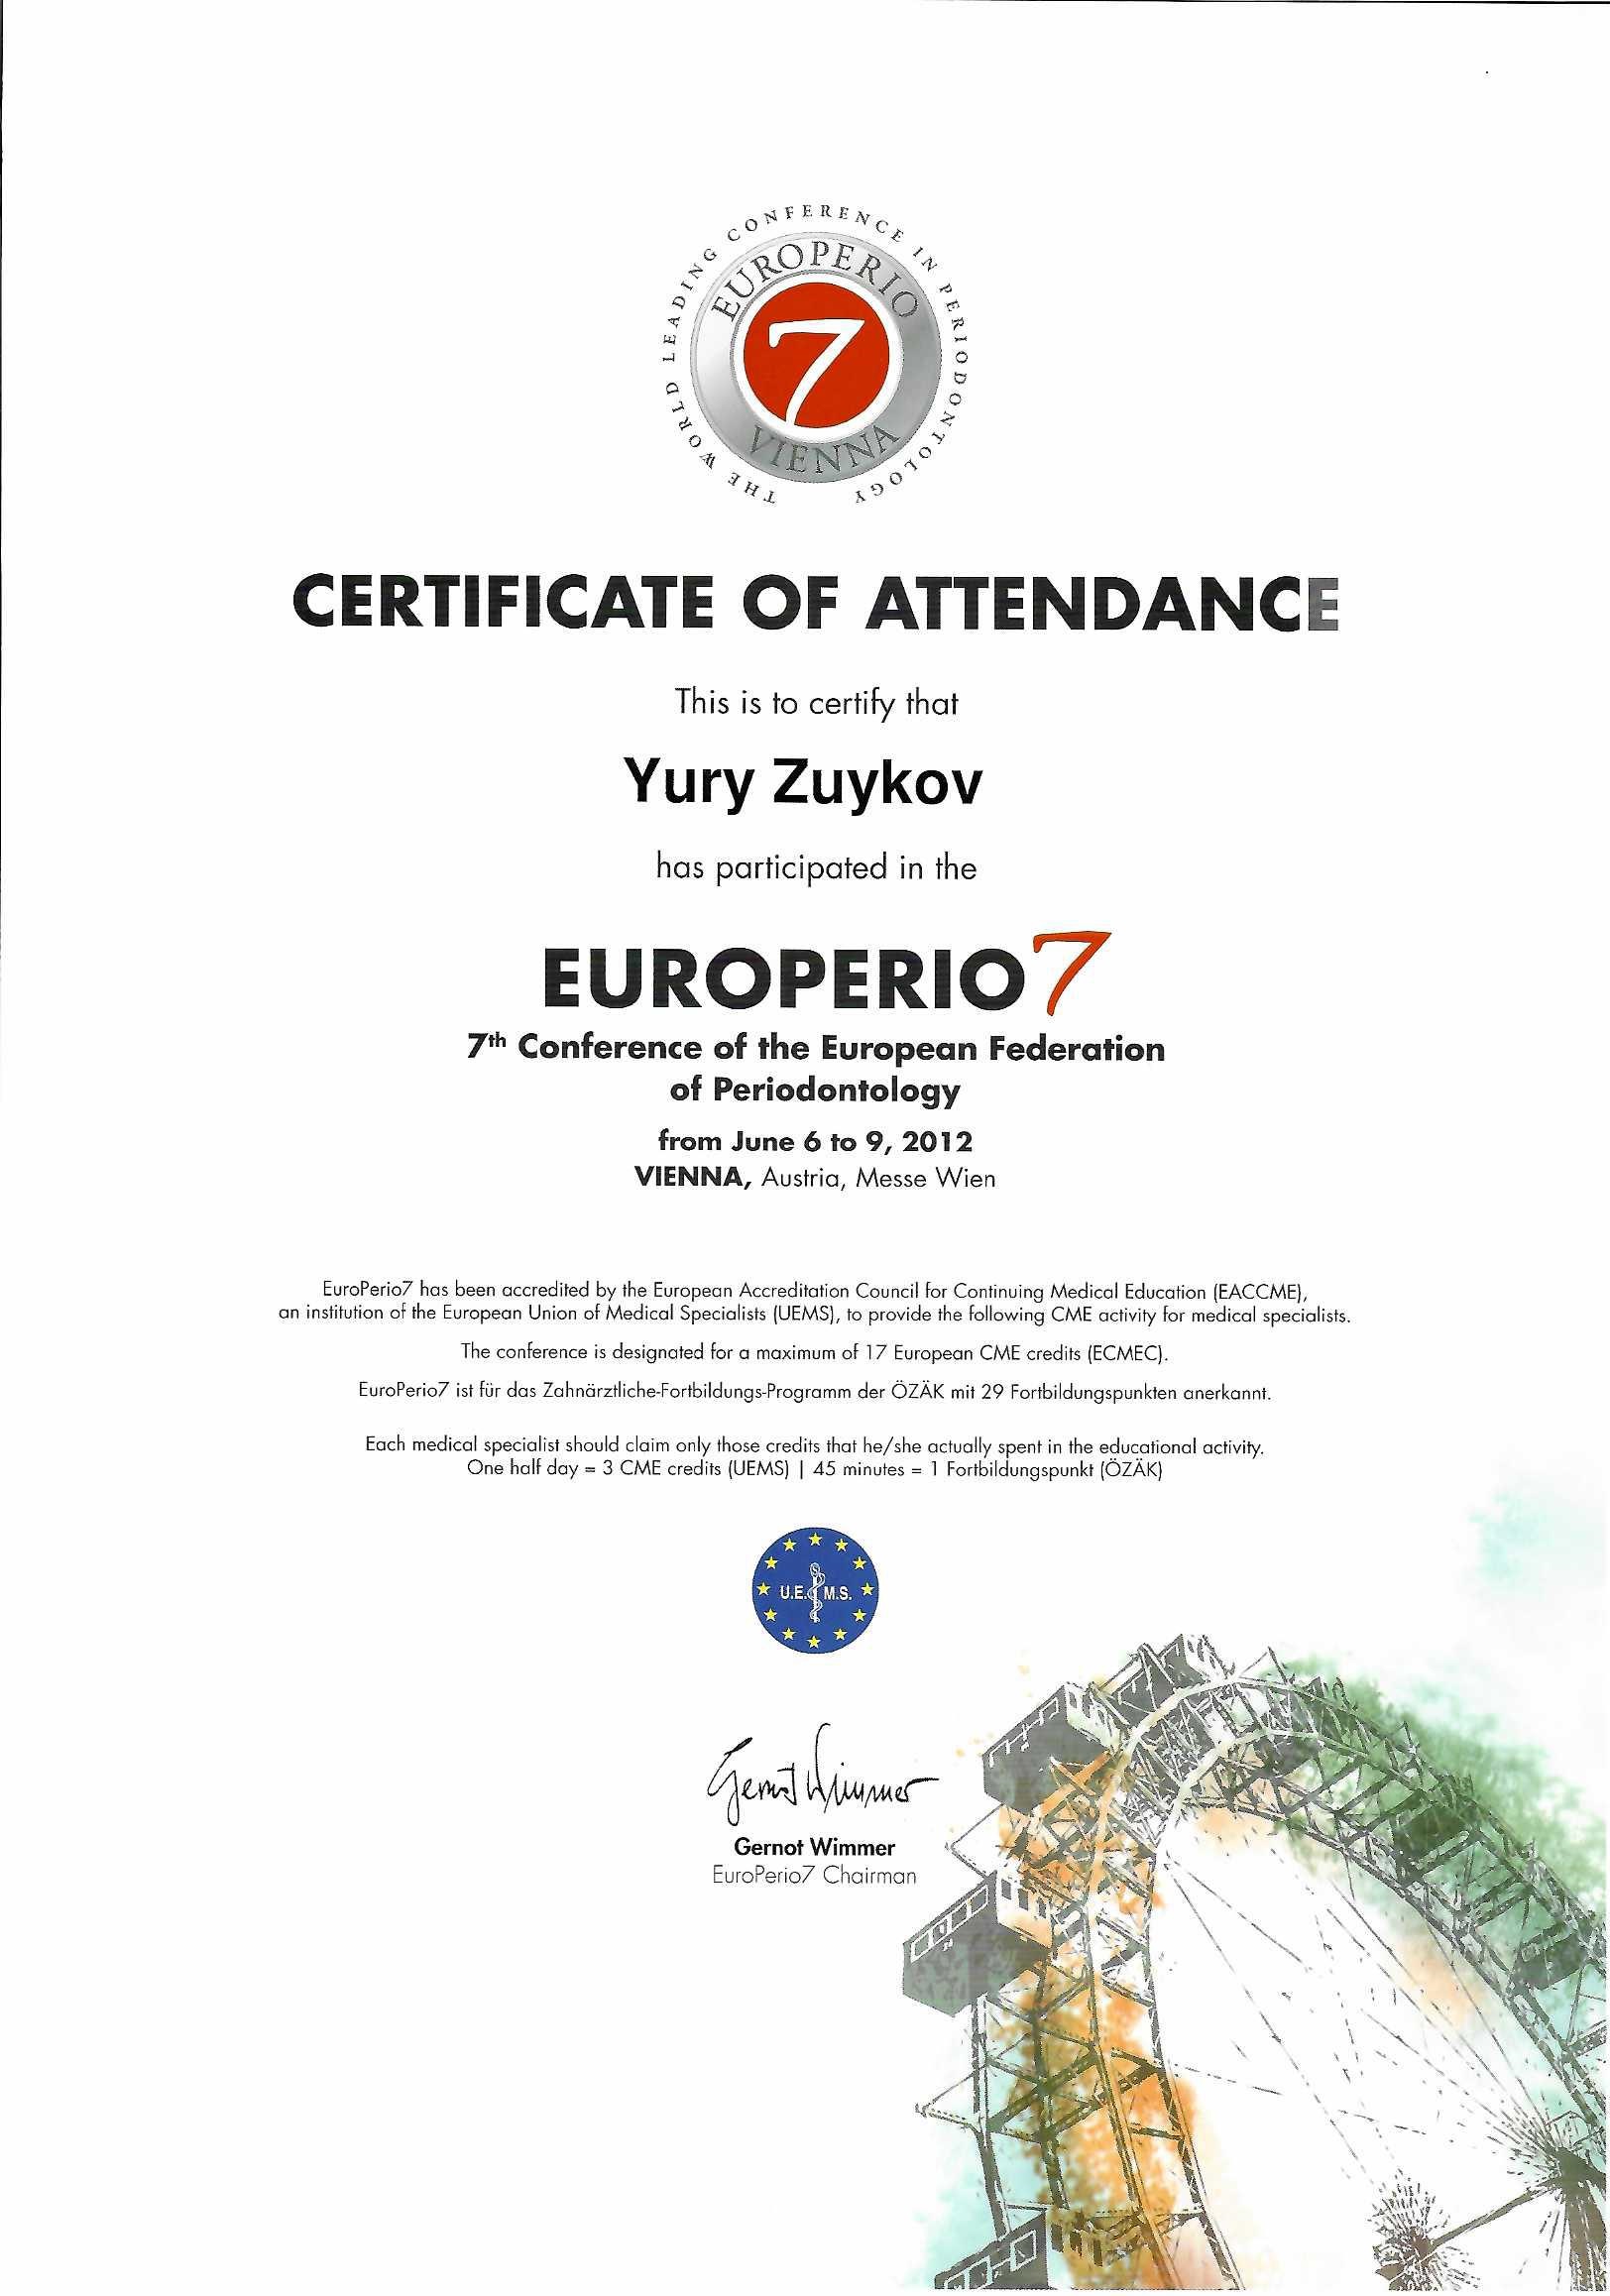 THE WORLD LEADING CONFERENCE IN PERIODONTOLOGY
EUROPERIO
7
VIENNA
CERTIFICATE OF ATTENDANCE
This is to certify that
Yury Zuykov
has participated in the
EUROPERIO7
7th Conference of the European Federation
of Periodontology
from June 6 to 9, 2012
VIENNA, Austria, Messe Wien
EuroPerio7 has been accredited by the European Accreditation Council for Continuing Medical Education (EACCME),
an institution of the European Union of Medical Specialists (UEMS), to provide the following CME activity for medical specialists.
The conference is designated for a maximum of 17 European CME credits (ECMEC).
EuroPerio7 ist für das Zahnärztliche-Fortbildungs-Programm der ÖZÄK mit 29 Fortbildungspunkten anerkannt.
Each medical specialist should claim only those credits that he/she actually spent in the educational activity.
One half day = 3 CME credits (UEMS) | 45 minutes = 1 Fortbildungspunkt (ÖZÄK)
U.E.M.S.
Gernot Wimmer
Gernot Wimmer
EuroPerio7 Chairman